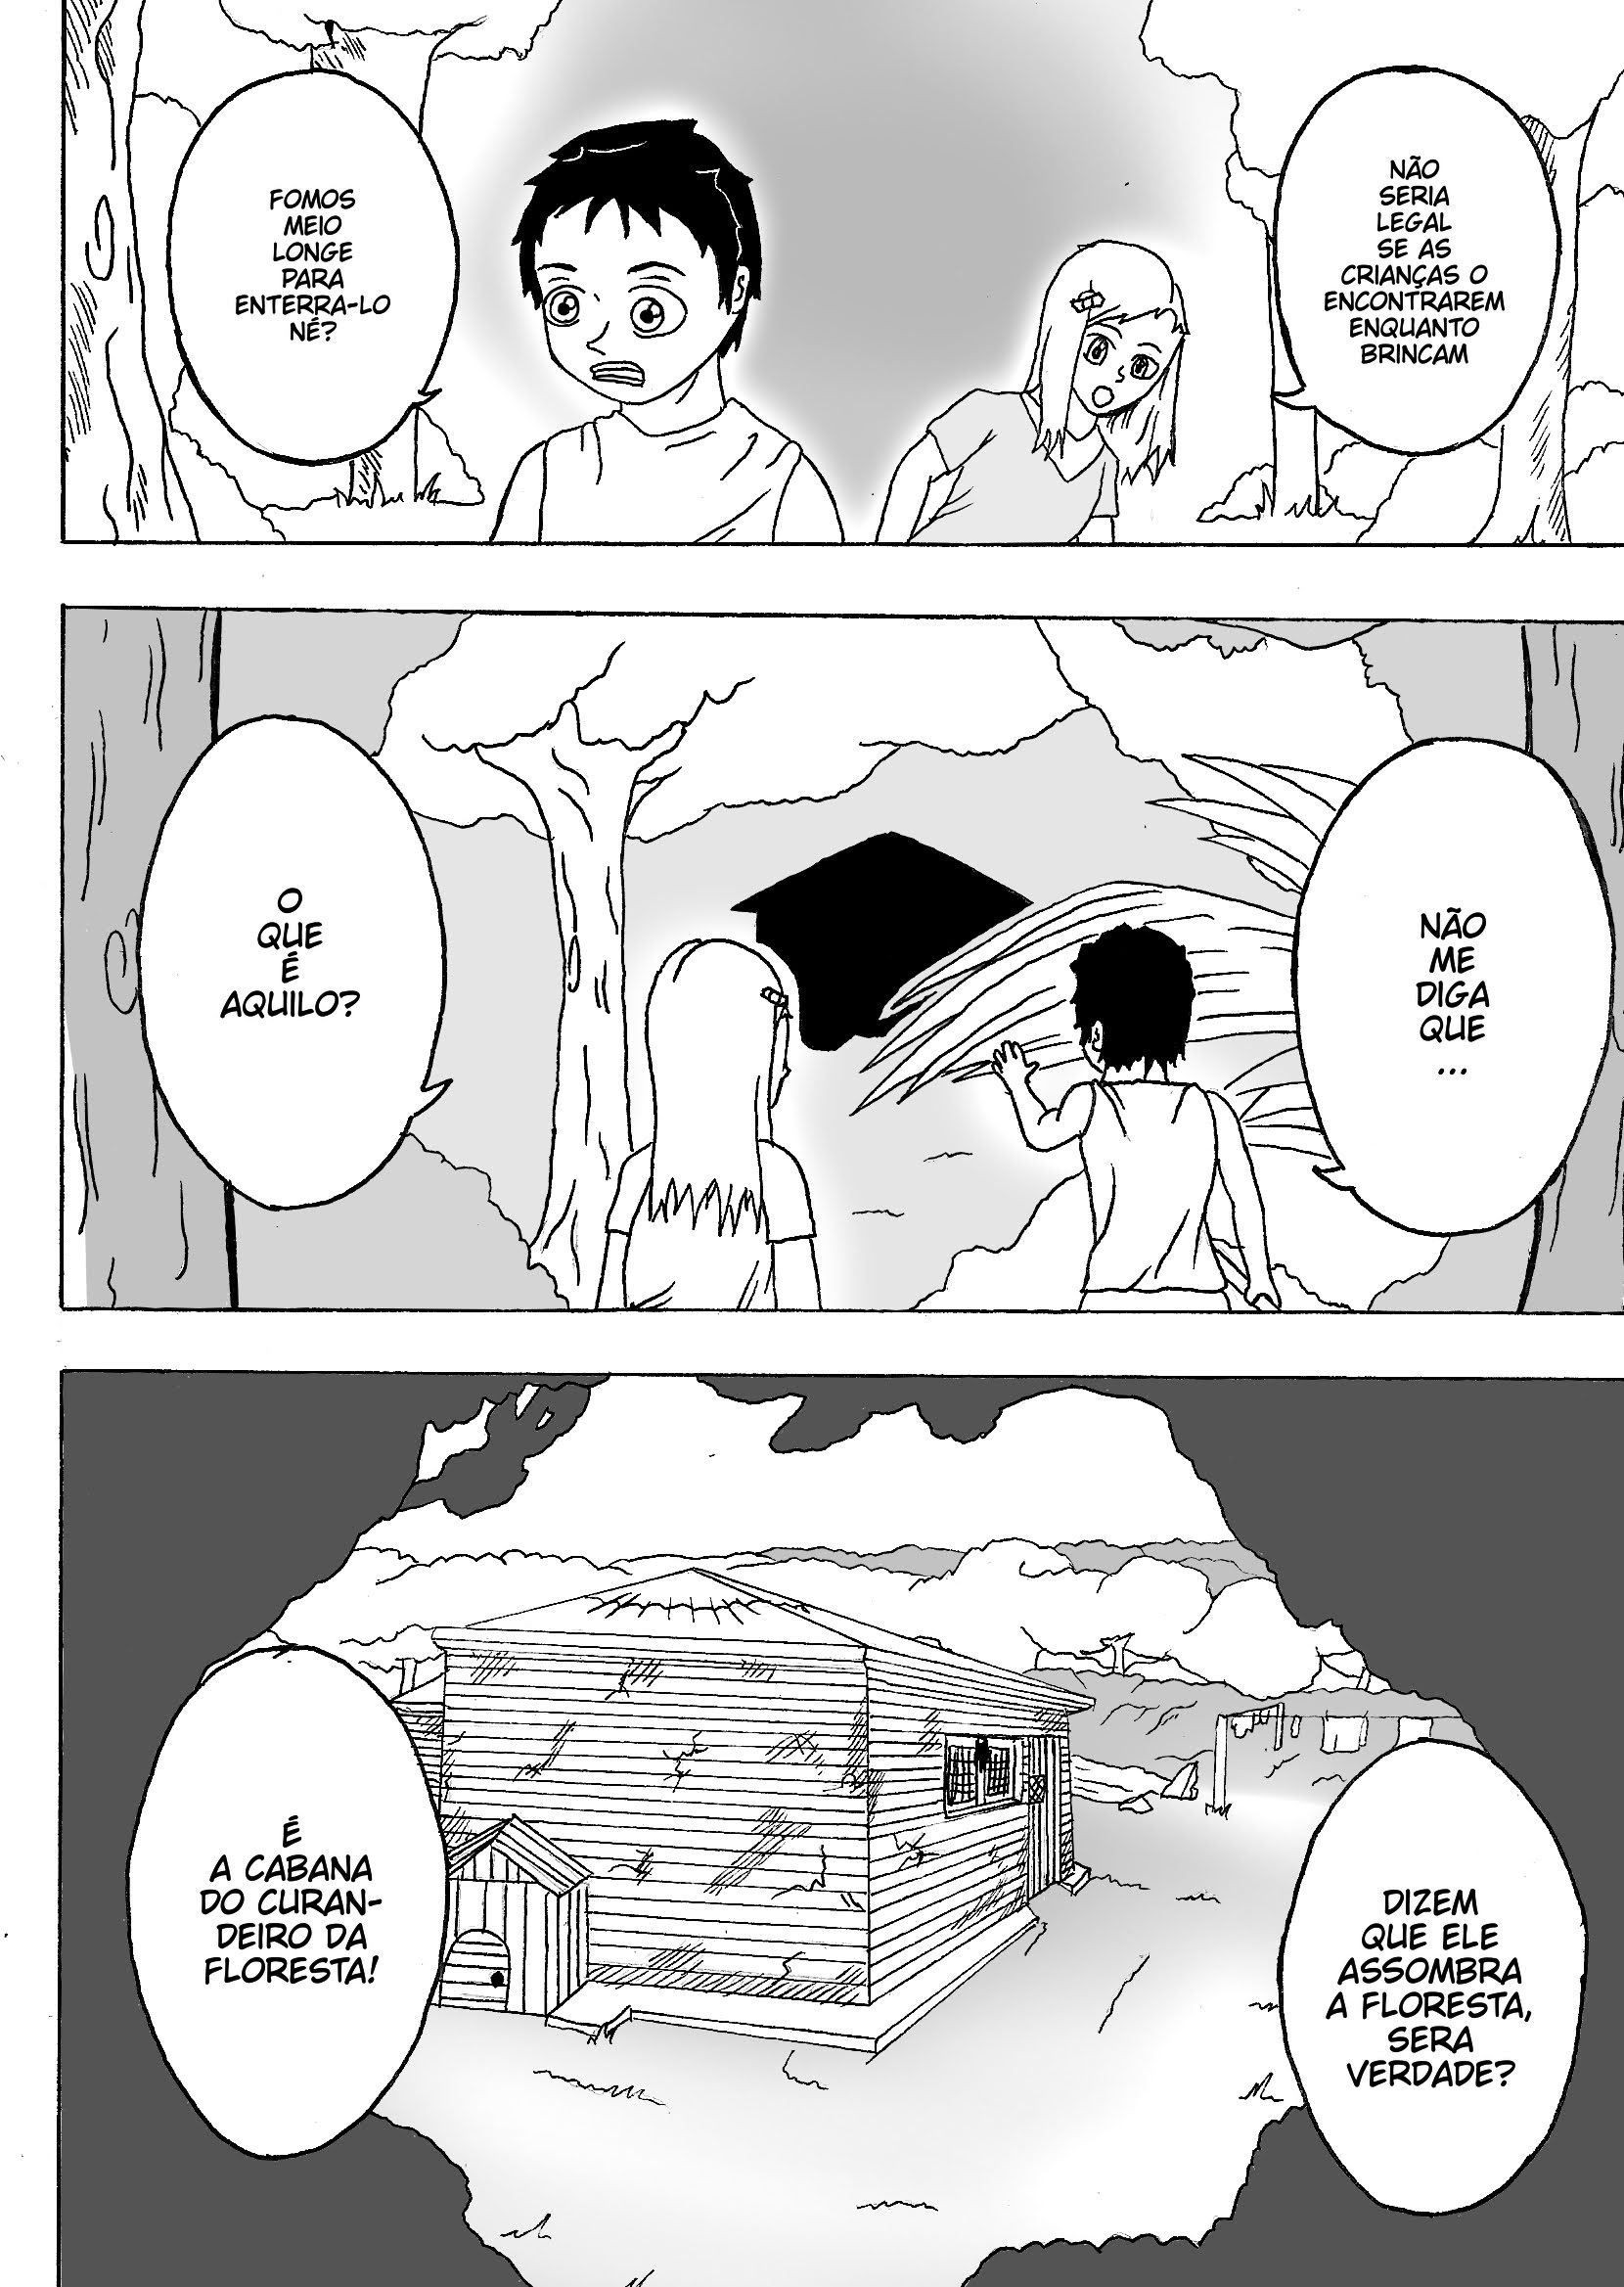 FOMOS
MEIO
LONGE
PARA
ENTERRA-LO
NÉ?
NÃO
SERIA
LEGAL
SE AS
CRIANÇAS O
ENCONTRAREM
ENQUANTO
BRINCAM
O
QUE
É
AQUILO?
NÃO
ME
DIGA
QUE
...
É
A CABANA
DO CURAN-
DEIRO DA
FLORESTA!
DIZEM
QUE ELE
ASSOMBRA
A FLORESTA,
SERA
VERDADE?